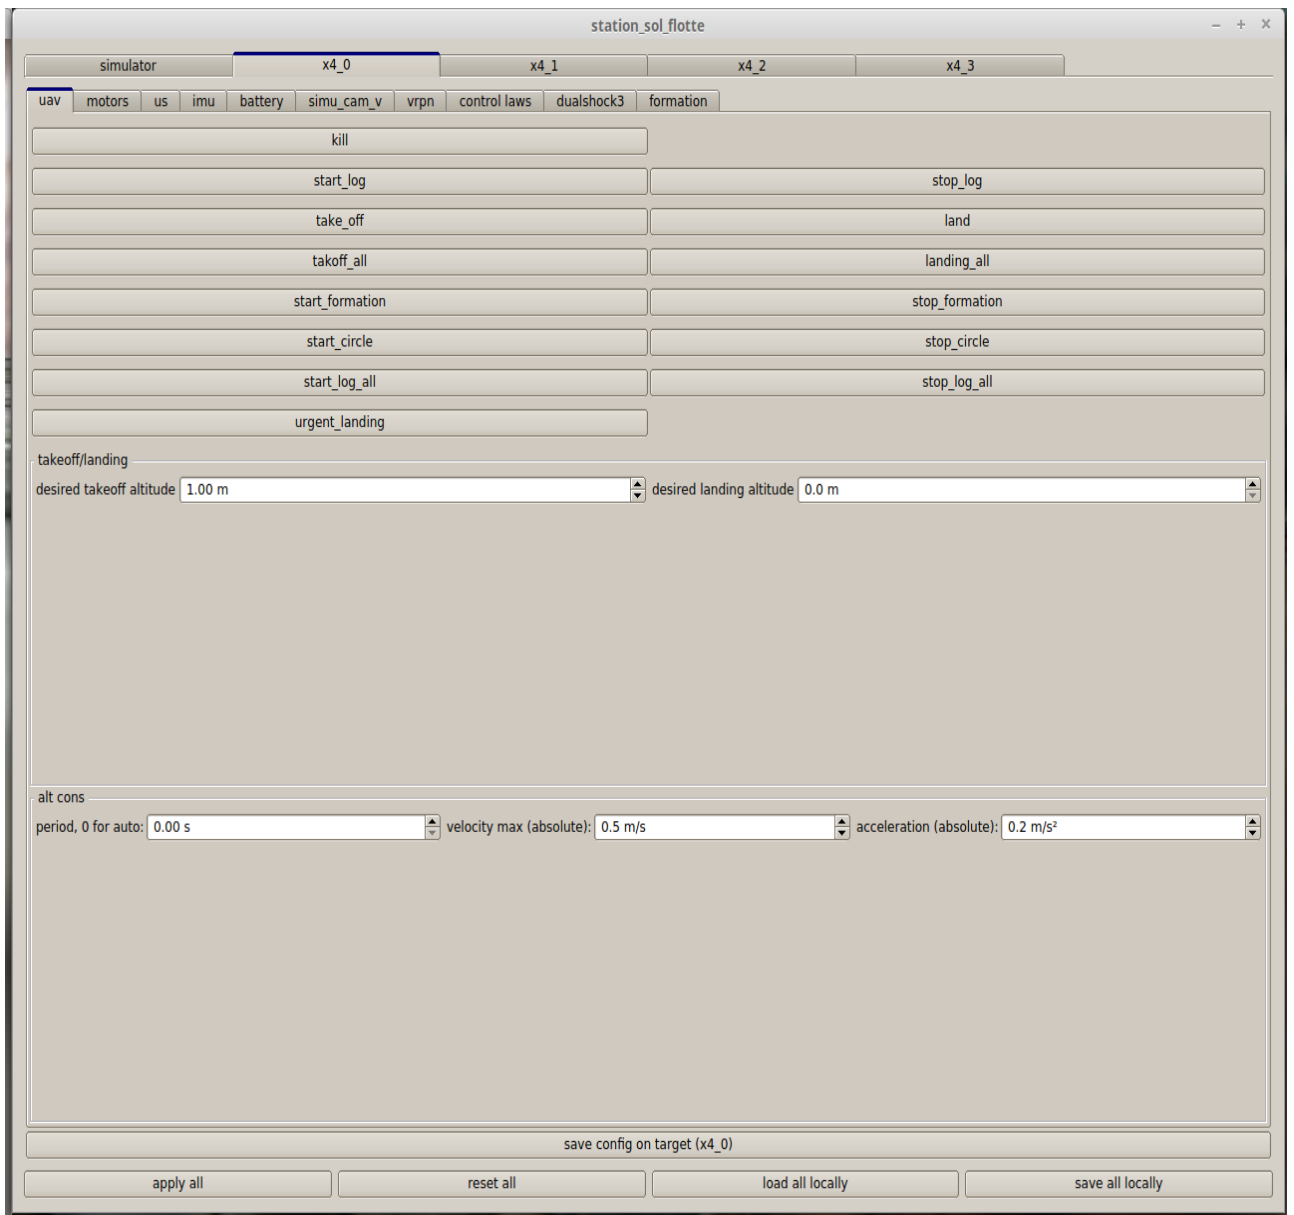 station_sol_flotte
simulator x4_0 x4_1 x4_2 x4_3
uav motors us imu battery simu_cam_v vrpn control laws dualshock3 formation
kill
start_log stop_log
take_off land
takoff_all landing_all
start_formation stop_formation
start_circle stop_circle
start_log_all stop_log_all
urgent_landing
takeoff/landing
desired takeoff altitude 1.00 m desired landing altitude 0.0 m
alt cons
period, 0 for auto: 0.00 s velocity max (absolute): 0.5 m/s acceleration (absolute): 0.2 m/s²
save config on target (x4_0)
apply all reset all load all locally save all locally